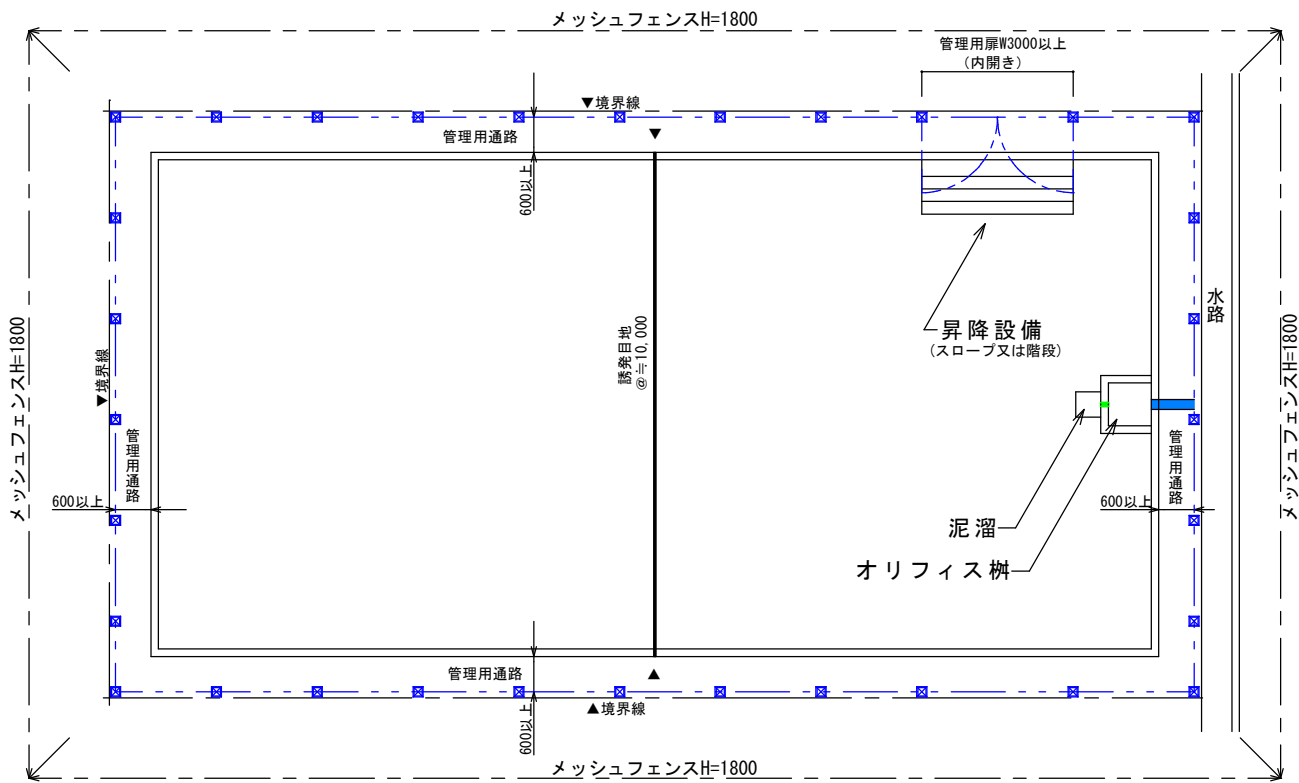 メッシュフェンスH=1800
管理用扉W3000以上
(内開き)
▼境界線
管理用通路
600以上
メッシュフェンスH=1800
▼境界線
管理用通路
600以上
誘発目地
@≒10,000
昇降設備
(スロープ又は階段)
水路
メッシュフェンスH=1800
管理用通路
600以上
泥溜
オリフィス桝
管理用通路
600以上
▲境界線
メッシュフェンスH=1800